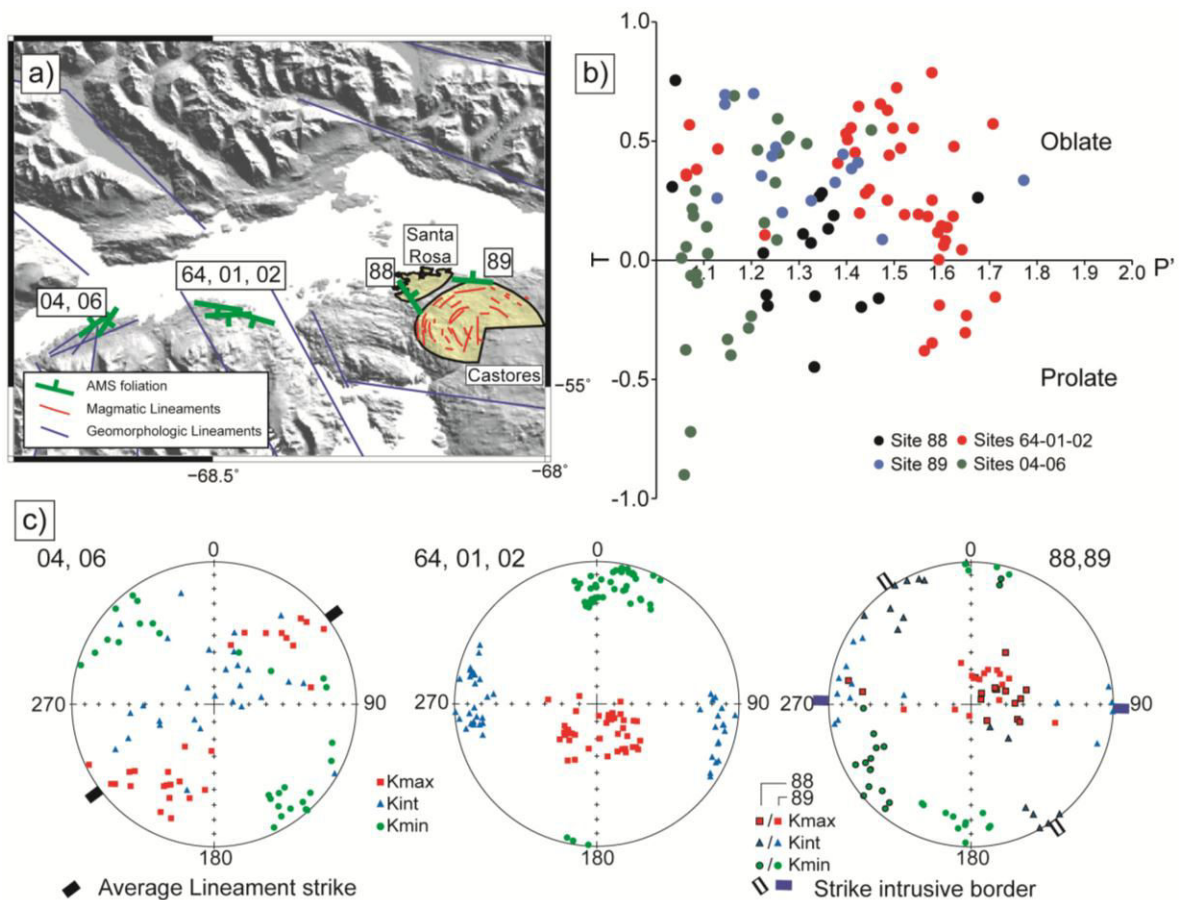 a)
04, 06
64, 01, 02
88
Santa
Rosa
89
Castores
AMS foliation
Magmatic Lineaments
Geomorphologic Lineaments
−55°
−68.5°
−68°
b)
1.0
0.5
0.0
-0.5
-1.0
T
1.1 1.2 1.3 1.4 1.5 1.6 1.7 1.8 1.9 2.0 P'
Oblate
Prolate
Site 88
Sites 64-01-02
Site 89
Sites 04-06
c)
04, 06
0
90
180
270
Kmax
Kint
Kmin
64, 01, 02
0
90
180
270
88,89
0
90
180
270
88
89
/ Kmax
/ Kint
/ Kmin
Average Lineament strike
/ Strike intrusive border